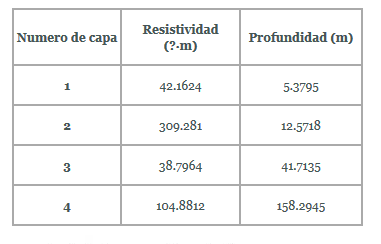 Numero de capa Resistividad (?·m) Profundidad (m)
1 42.1624 5.3795
2 309.281 12.5718
3 38.7964 41.7135
4 104.8812 158.2945